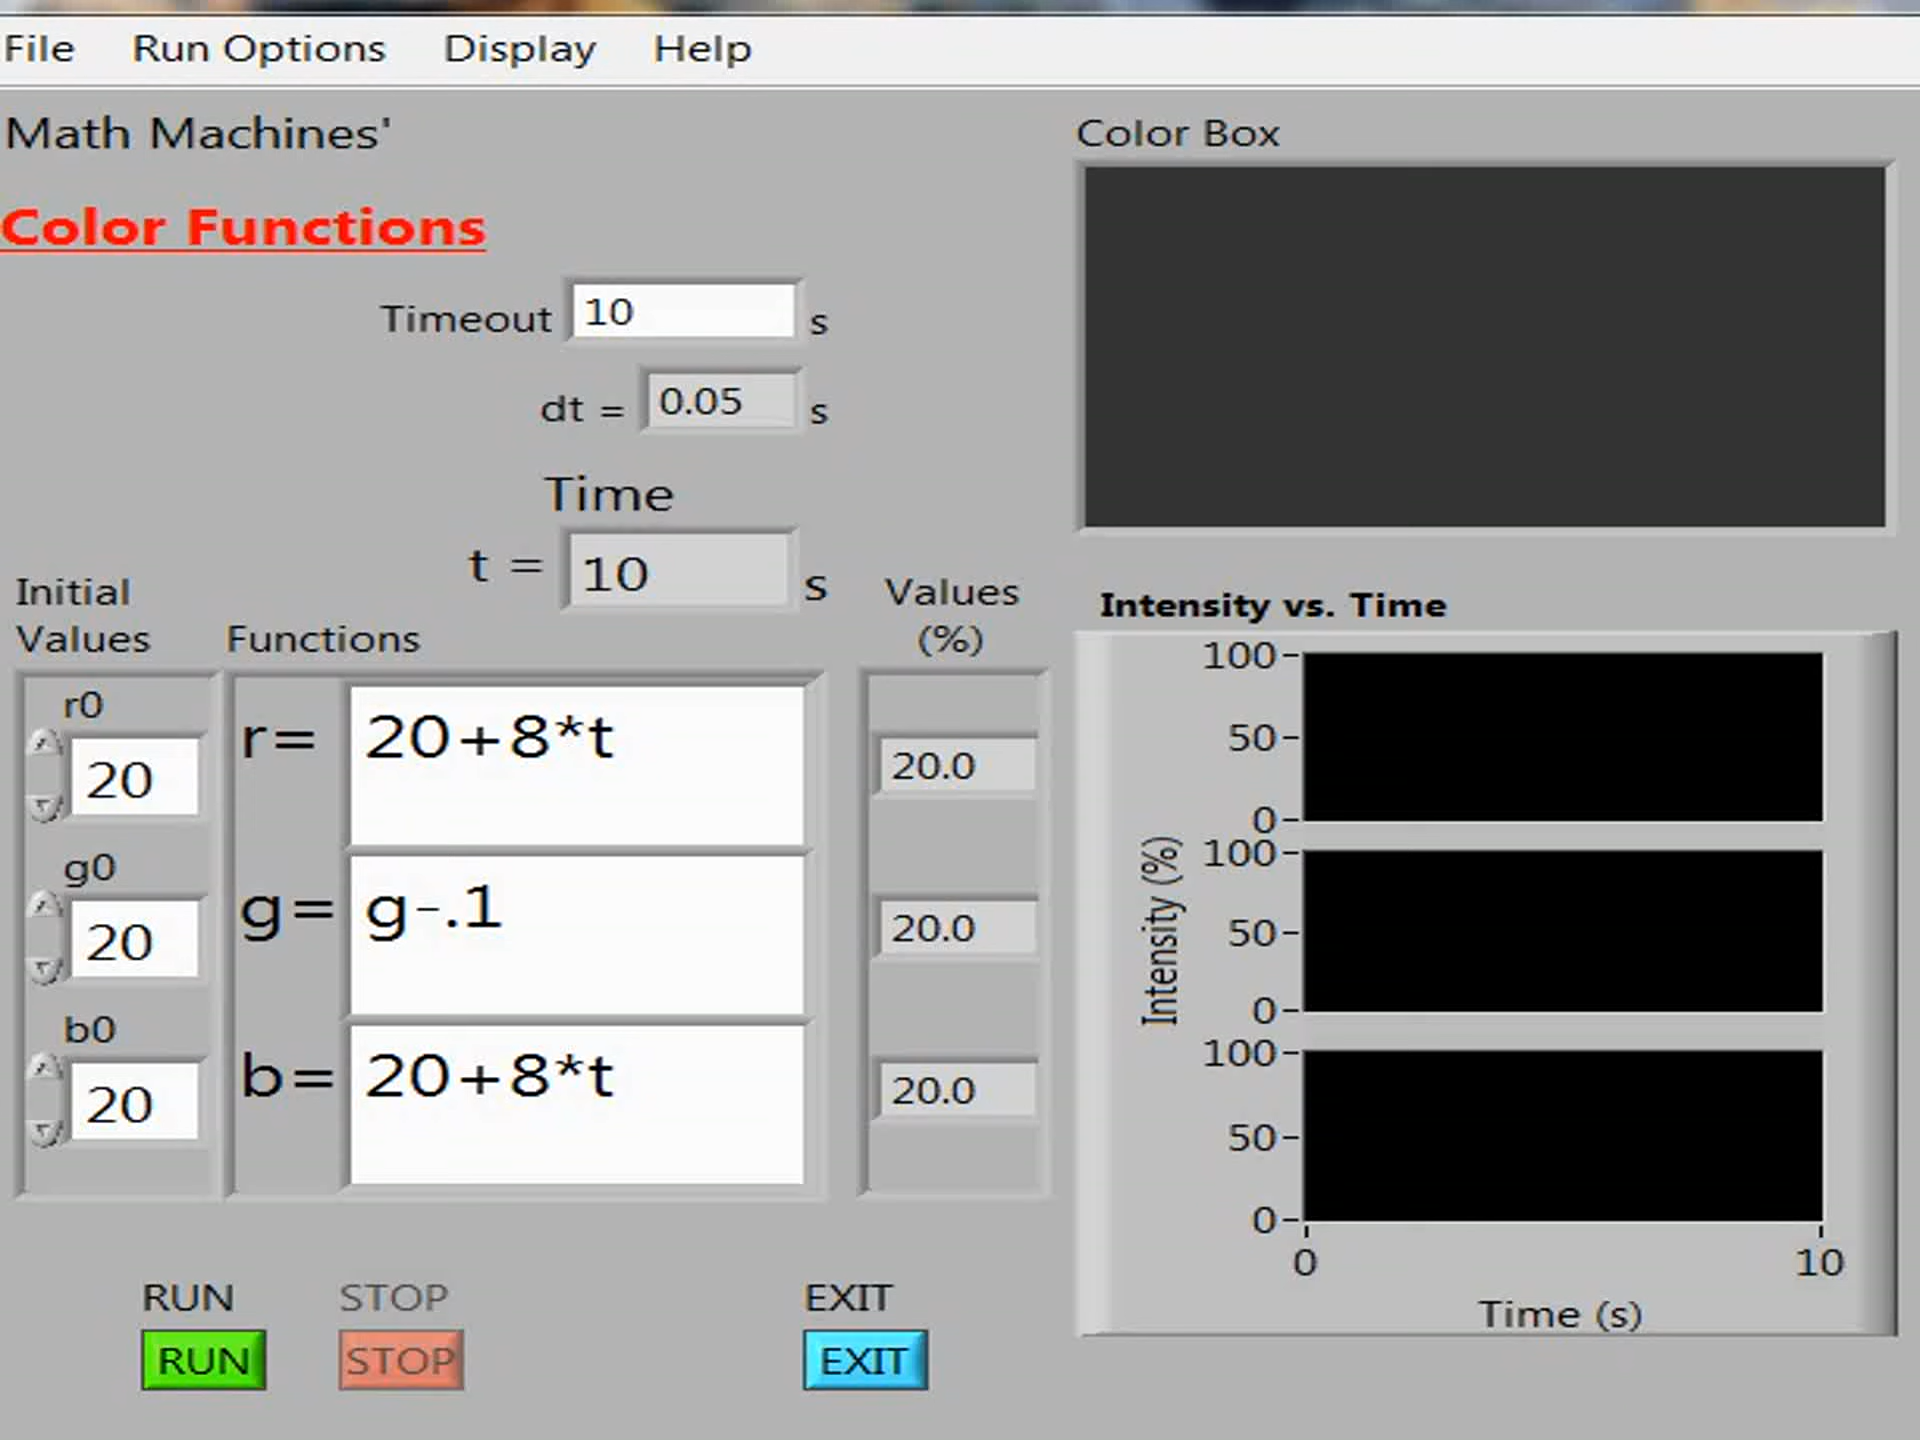 File Run Options Display Help
Math Machines'
Color Functions
Timeout 10 s
dt = 0.05 s
Time
t = 10 s
Initial
Values
Functions
Values
(%)
r0
20
r= 20+8*t
20.0
g0
20
g= g-.1
20.0
b0
20
b= 20+8*t
20.0
RUN
RUN
STOP
STOP
EXIT
EXIT
Color Box
Intensity vs. Time
Intensity (%)
100
50
0
100
50
0
100
50
0
0 10
Time (s)